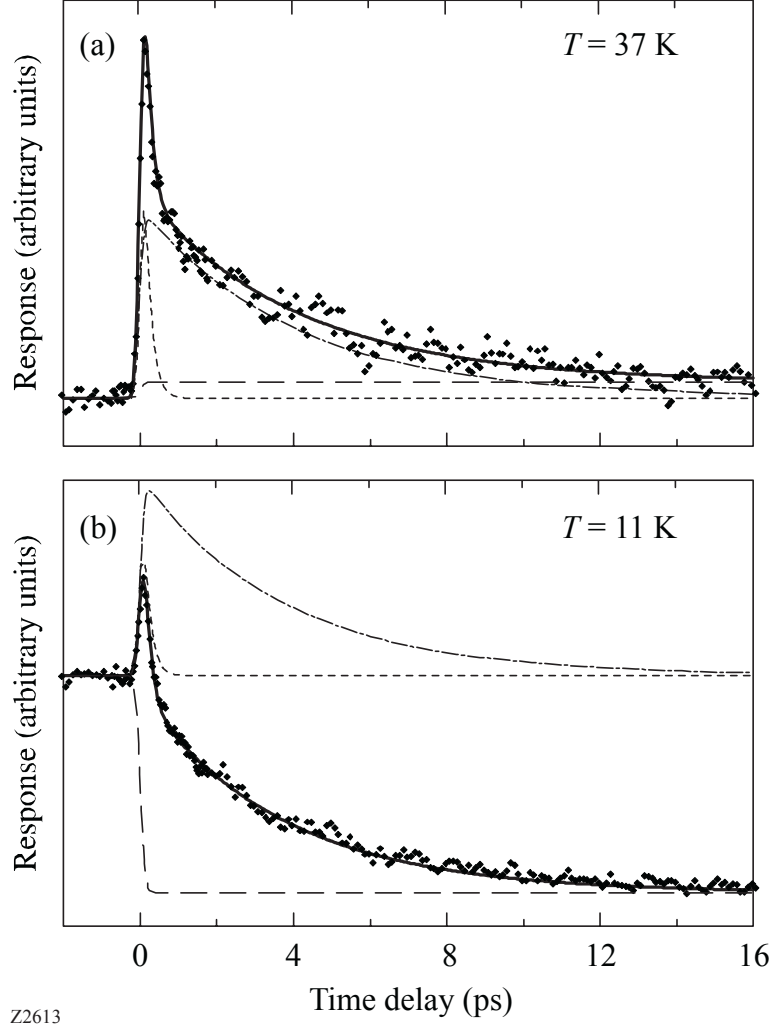 (a)
T = 37 K
Response (arbitrary units)
(b)
T = 11 K
Response (arbitrary units)
0 4 8 12 16
Time delay (ps)
Z2613